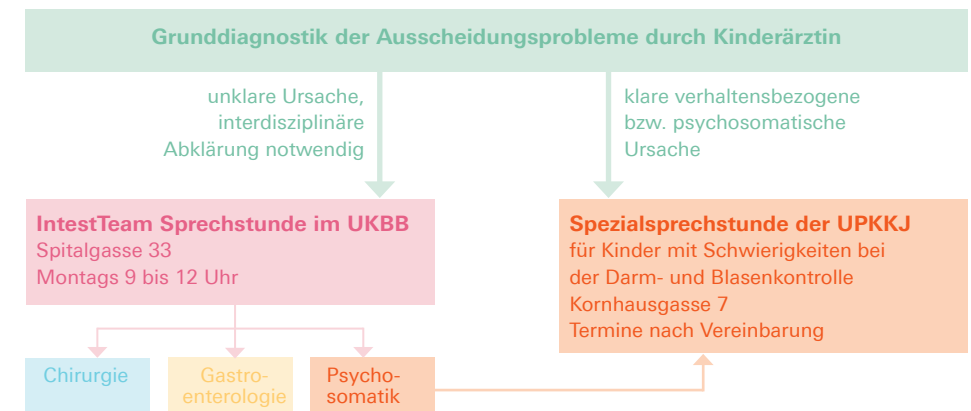 Grunddiagnostik der Ausscheidungsprobleme durch Kinderärztin
unklare Ursache,
interdisziplinäre
Abklärung notwendig
klare verhaltensbezogene
bzw. psychosomatische
Ursache
IntestTeam Sprechstunde im UKBB
Spitalgasse 33
Montags 9 bis 12 Uhr
Spezialsprechstunde der UPKKJ
für Kinder mit Schwierigkeiten bei
der Darm- und Blasenkontrolle
Kornhausgasse 7
Termine nach Vereinbarung
Chirurgie
Gastro-
enterologie
Psycho-
somatik